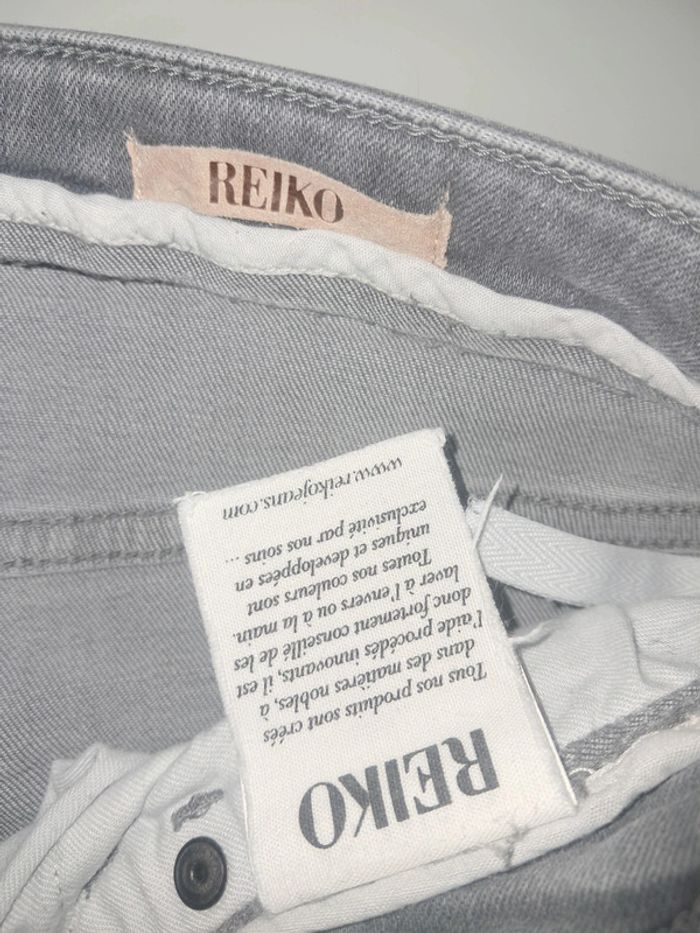 REIKO
REIKO
Tous nos produits sont créés
dans des matières nobles, à
l'aide procédés innovants, il est
donc fortement conseillé de les
laver à l'envers ou à la main.
Toutes nos couleurs sont
uniques et developpées en
exclusivité par nos soins ...
www.reikojeans.com